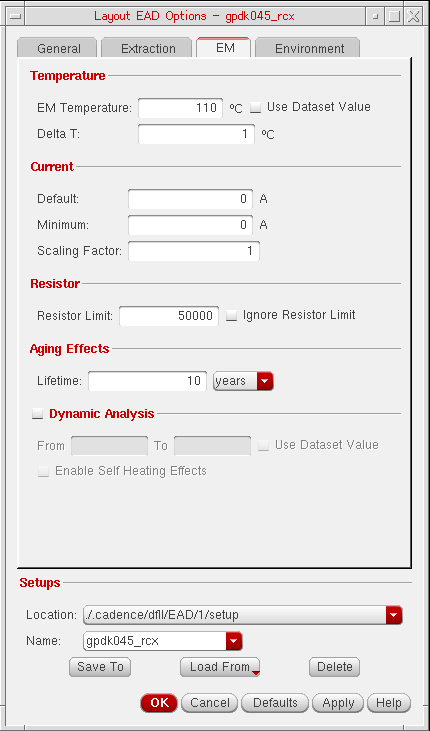 Layout EAD Options - gpdk045_rcx
General Extraction EM Environment
Temperature
EM Temperature: 110 ºC Use Dataset Value
Delta T: 1 ºC
Current
Default: 0 A
Minimum: 0 A
Scaling Factor: 1
Resistor
Resistor Limit: 50000 Ignore Resistor Limit
Aging Effects
Lifetime: 10 years
Dynamic Analysis
From To Use Dataset Value
Enable Self Heating Effects
Setups
Location: ./.cadence/dfII/EAD/1/setup
Name: gpdk045_rcx
Save To Load From Delete
OK Cancel Defaults Apply Help